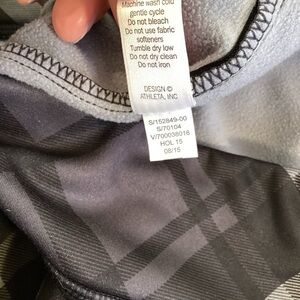 Machine wash cold
gentle cycle
Do not bleach
Do not use fabric
softeners
Tumble dry low
Do not dry clean
Do not iron
DESIGN ©
ATHLETA, INC
S/152849-00
S/70104
V/700038016
HOL 15
08/15